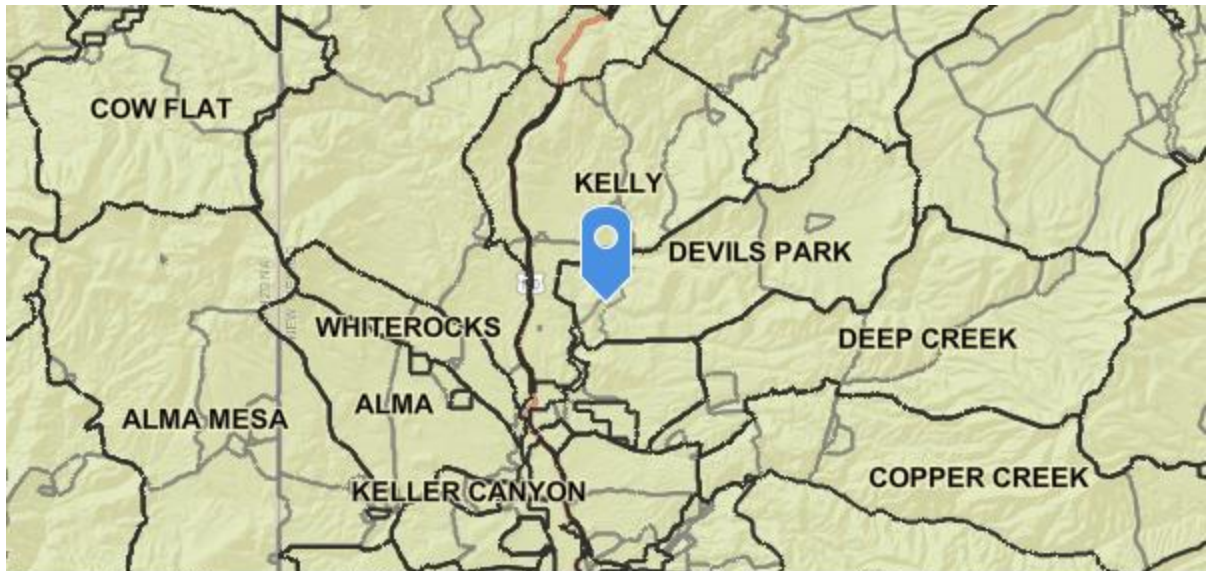 COW FLAT
KELLY
DEVILS PARK
WHITEROCKS
DEEP CREEK
ALMA
ALMA MESA
COPPER CREEK
KELLER CANYON